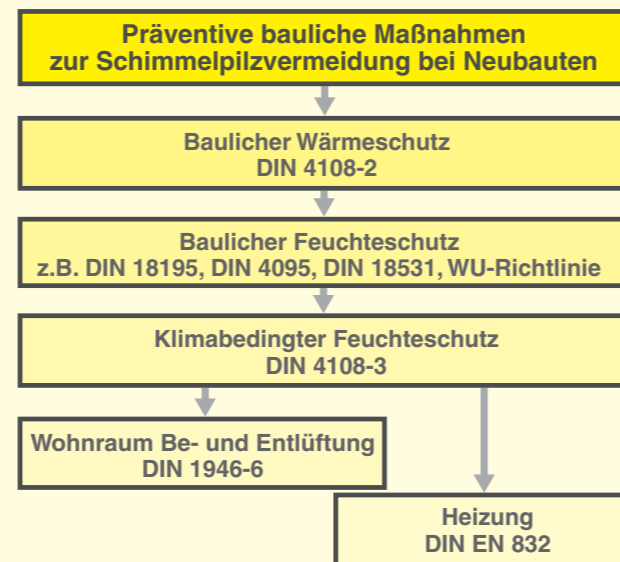 Präventive bauliche Maßnahmen
zur Schimmelpilzvermeidung bei Neubauten
Baulicher Wärmeschutz
DIN 4108-2
Baulicher Feuchteschutz
z.B. DIN 18195, DIN 4095, DIN 18531, WU-Richtlinie
Klimabedingter Feuchteschutz
DIN 4108-3
Wohnraum Be- und Entlüftung
DIN 1946-6
Heizung
DIN EN 832